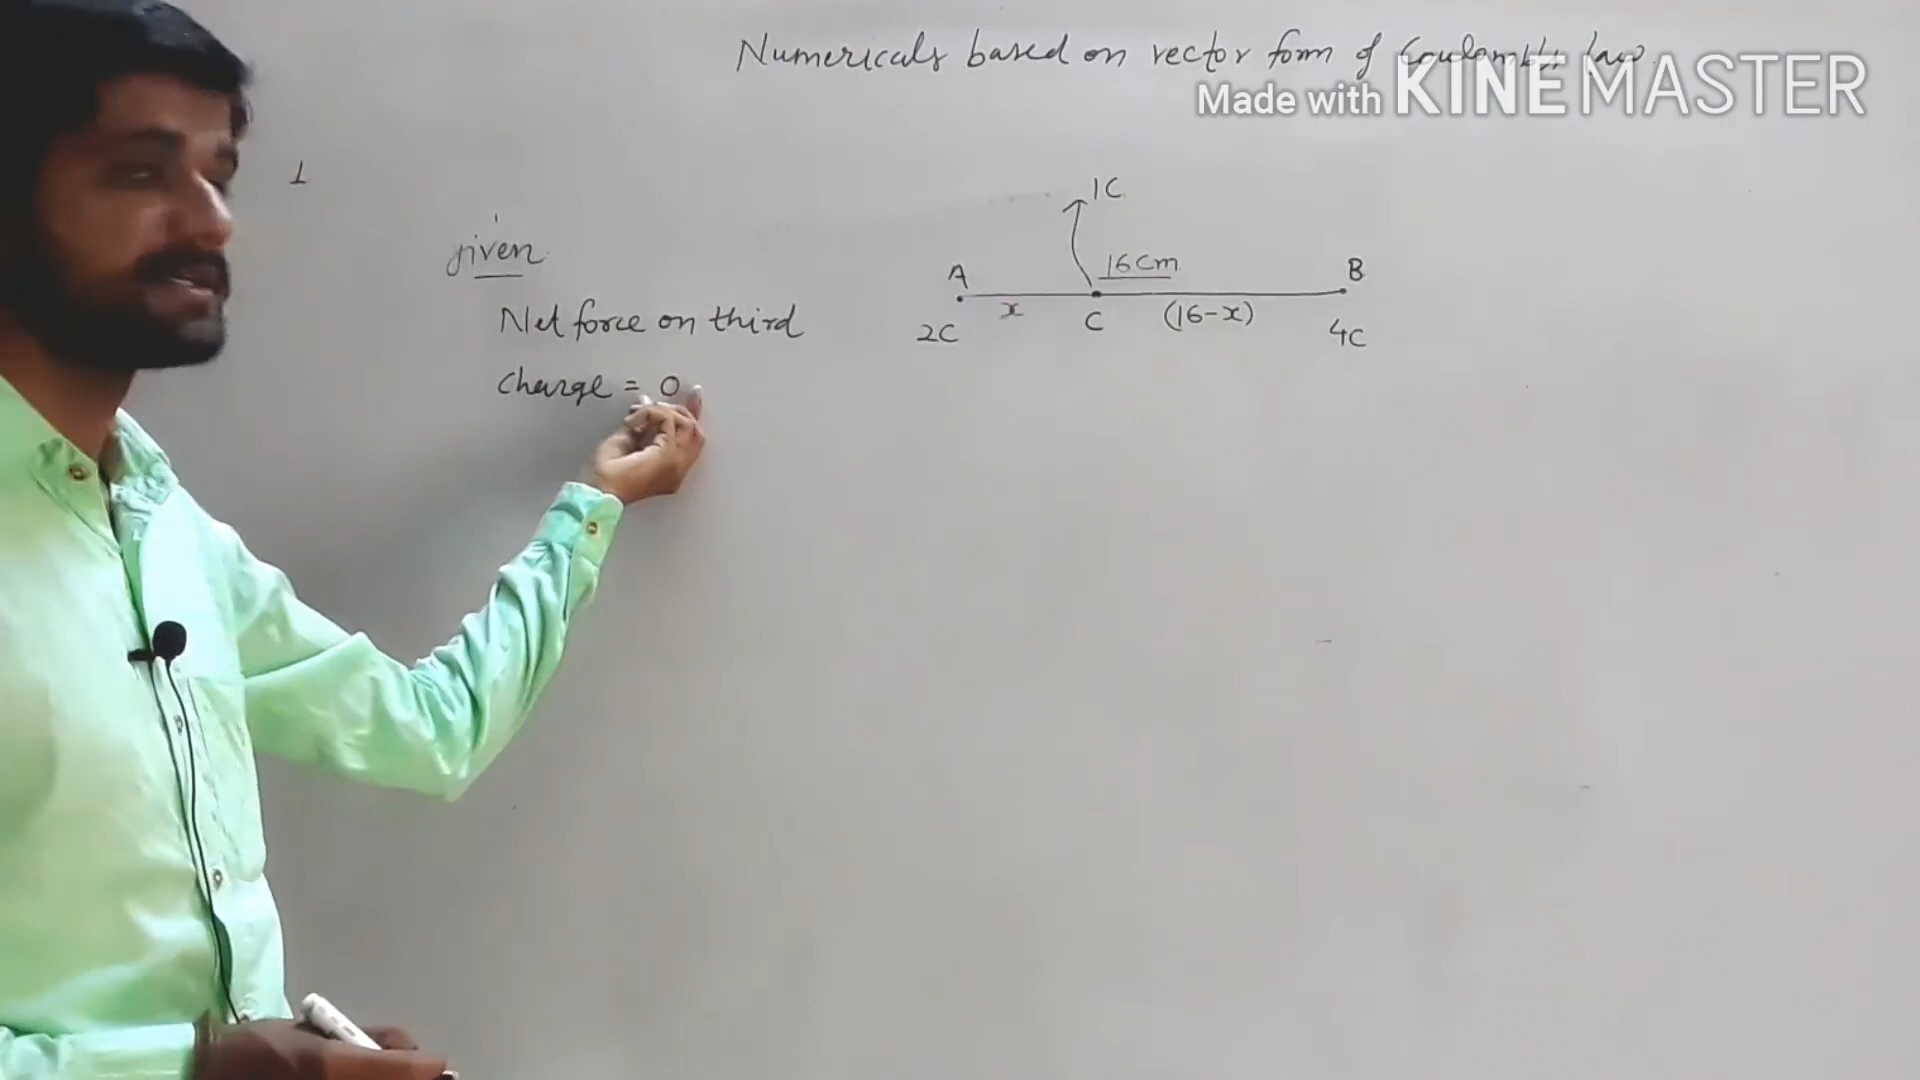 Numericals based on vector form of Coulomb's law
Made with KINEMASTER
1
given
Net force on third
charge = 0
1C
16cm
A
B
x
C
(16-x)
2C
4C